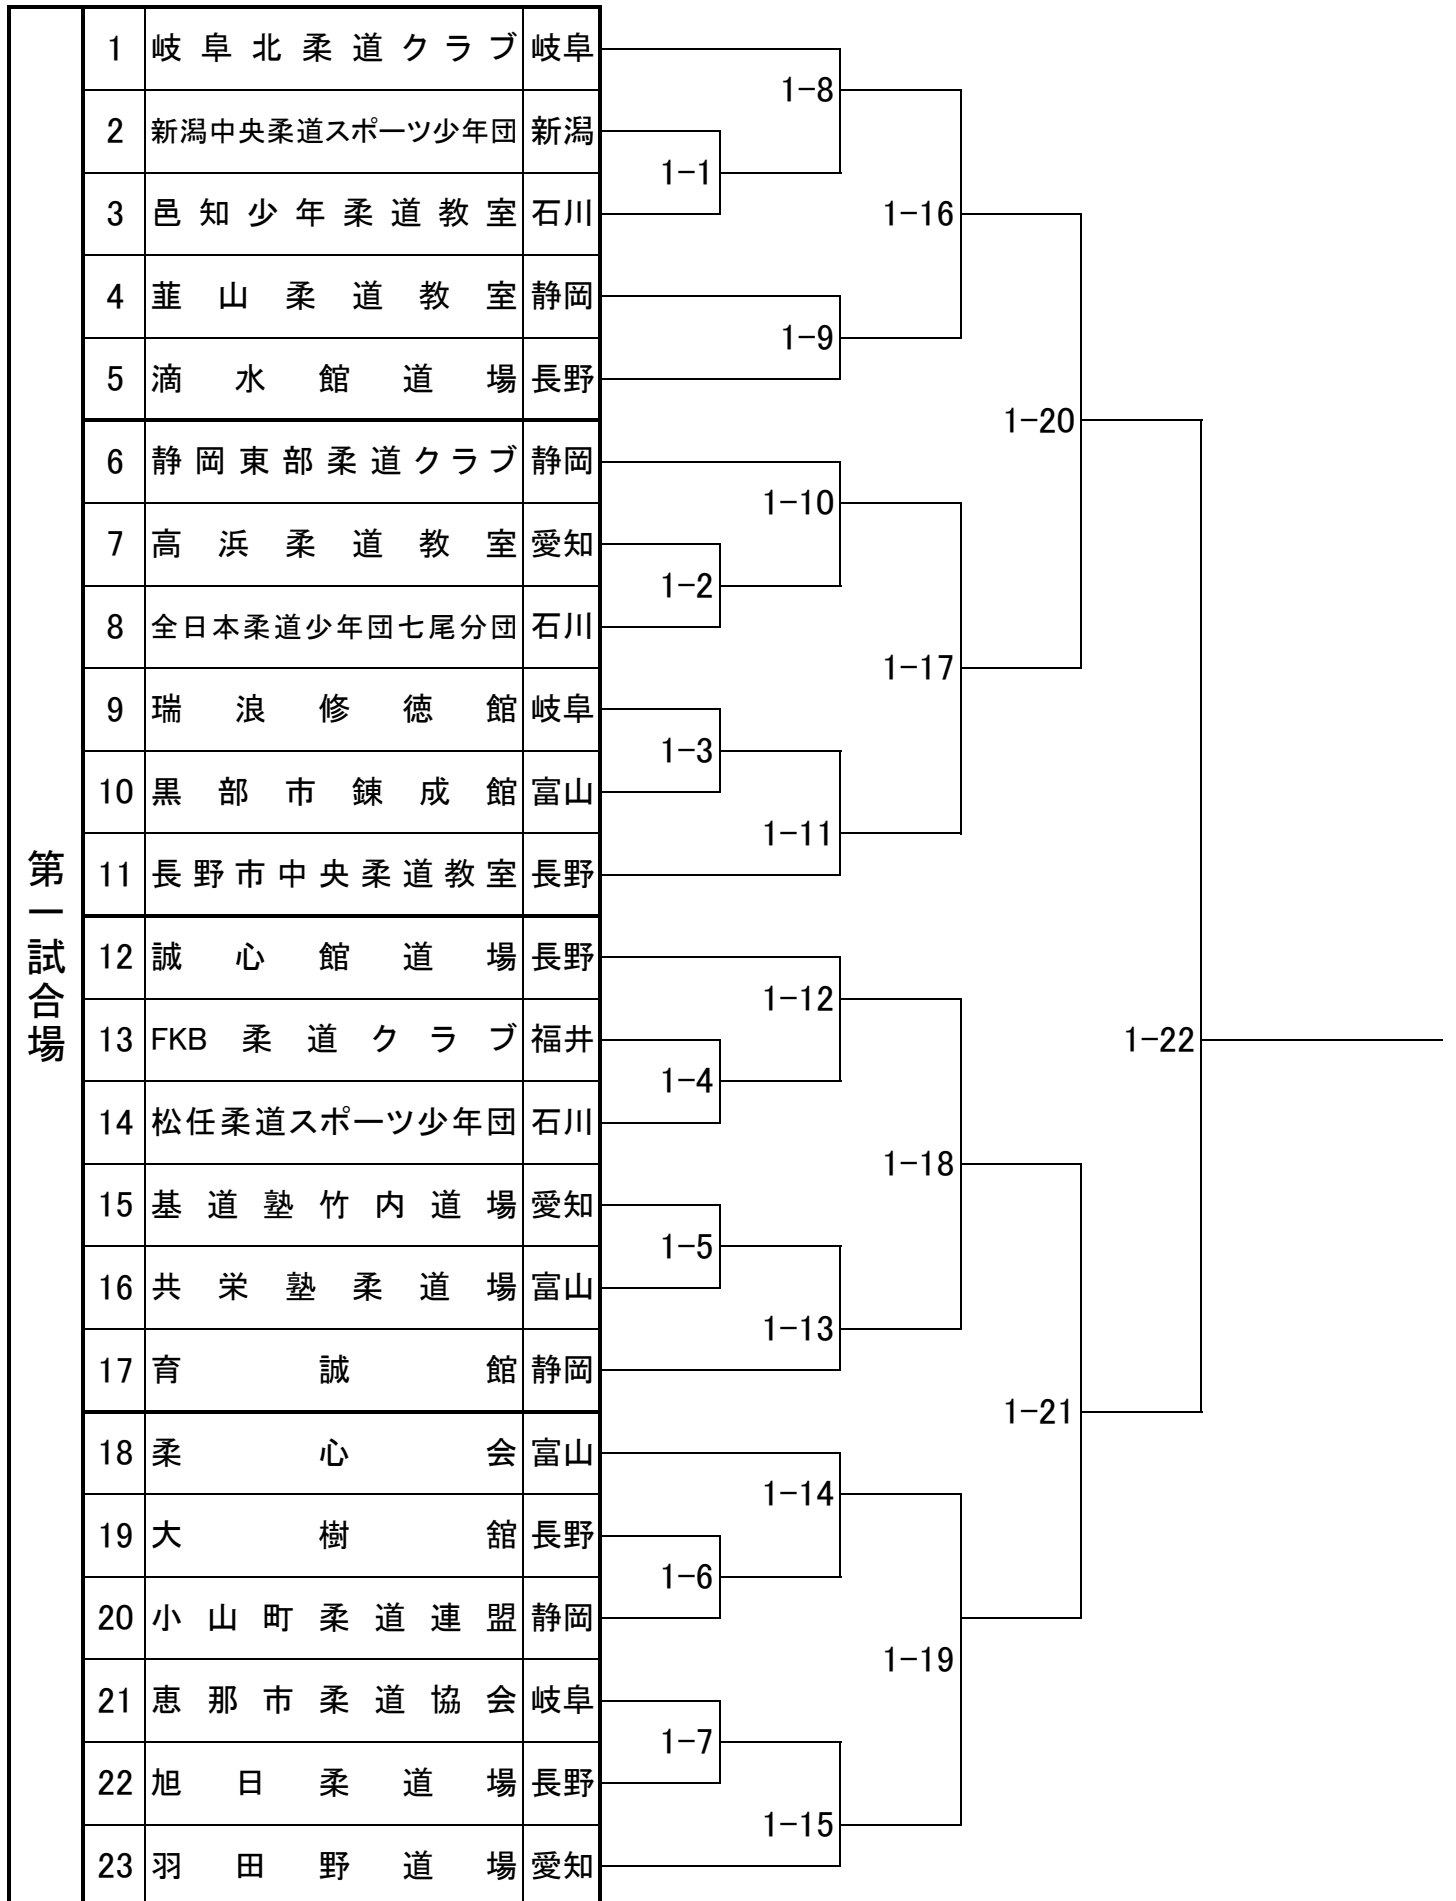 第一試合場
1 岐阜北柔道クラブ 岐阜
2 新潟中央柔道スポーツ少年団 新潟
3 邑知少年柔道教室 石川
4 韮山柔道教室 静岡
5 滴水館道場 長野
6 静岡東部柔道クラブ 静岡
7 高浜柔道教室 愛知
8 全日本柔道少年団七尾分団 石川
9 瑞浪修徳館 岐阜
10 黒部市錬成館 富山
11 長野市中央柔道教室 長野
12 誠心館道場 長野
13 FKB柔道クラブ 福井
14 松任柔道スポーツ少年団 石川
15 基道塾竹内道場 愛知
16 共栄塾柔道場 富山
17 育誠館 静岡
18 柔心会 富山
19 大樹舘 長野
20 小山町柔道連盟 静岡
21 恵那市柔道協会 岐阜
22 旭日柔道場 長野
23 羽田野道場 愛知
1-1
1-2
1-3
1-4
1-5
1-6
1-7
1-8
1-9
1-10
1-11
1-12
1-13
1-14
1-15
1-16
1-17
1-18
1-19
1-20
1-21
1-22